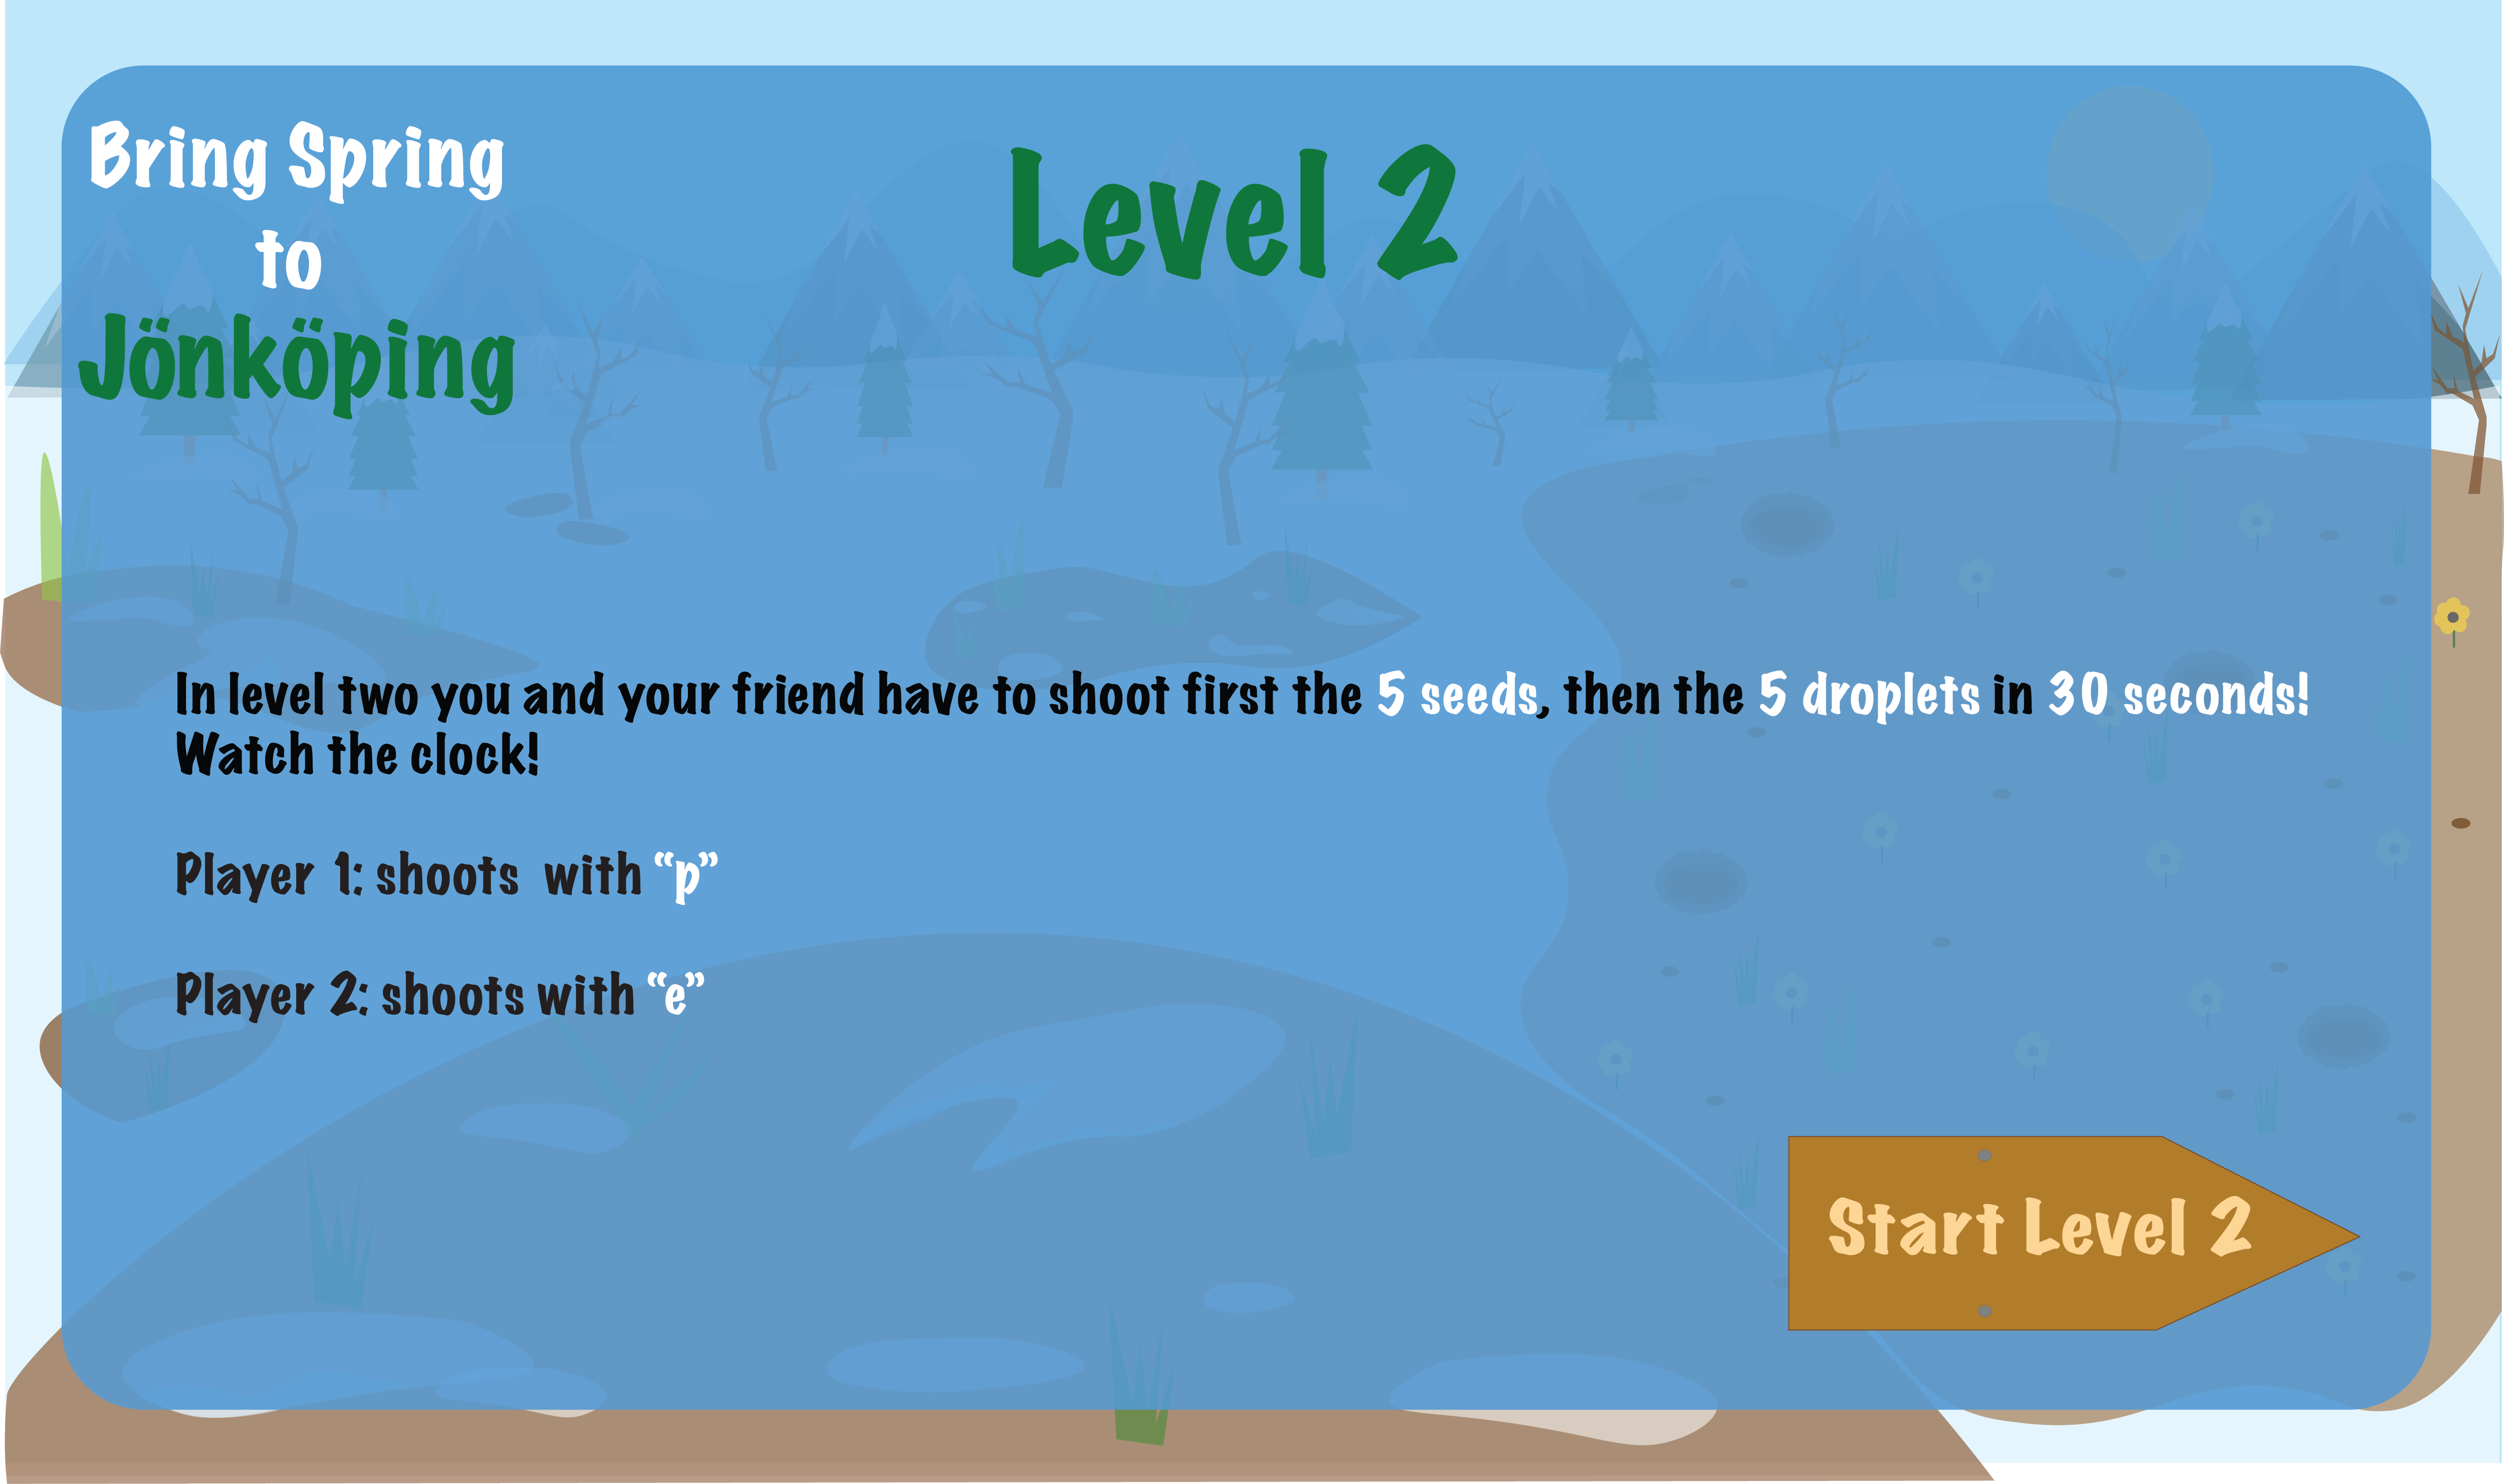 Bring Spring
to
Jönköping
Level 2
In level two you and your friend have to shoot first the 5 seeds, then the 5 droplets in 30 seconds!
Watch the clock!
Player 1: shoots with “p”
Player 2: shoots with “e”
Start Level 2